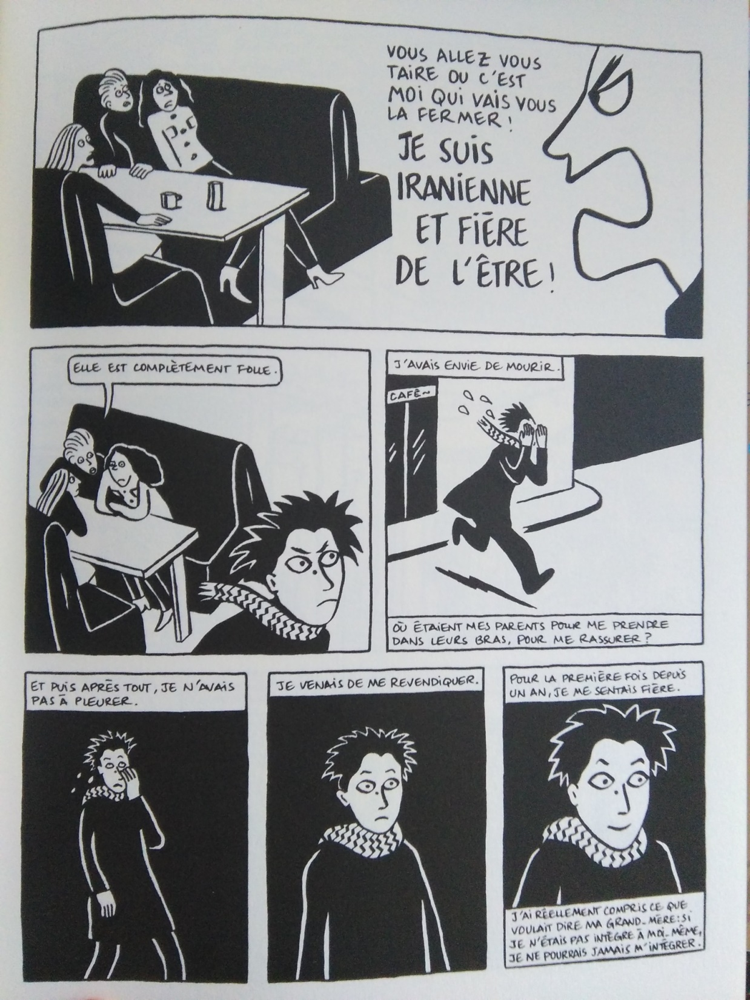 VOUS ALLEZ VOUS
TAIRE OU C'EST
MOI QUI VAIS VOUS
LA FERMER !
JE SUIS
IRANIENNE
ET FIÈRE
DE L'ÊTRE !
ELLE EST COMPLÈTEMENT FOLLE.
J'AVAIS ENVIE DE MOURIR.
CAFÉ~
OÙ ÉTAIENT MES PARENTS POUR ME PRENDRE
DANS LEURS BRAS, POUR ME RASSURER ?
ET PUIS APRÈS TOUT, JE N'AVAIS
PAS À PLEURER.
JE VENAIS DE ME REVENDIQUER.
POUR LA PREMIÈRE FOIS DEPUIS
UN AN, JE ME SENTAIS FIÈRE.
J'AI RÉELLEMENT COMPRIS CE QUE
VOULAIT DIRE MA GRAND-MÈRE: SI
JE N'ÉTAIS PAS INTÈGRE À MOI-MÊME,
JE NE POURRAIS JAMAIS M'INTÉGRER.